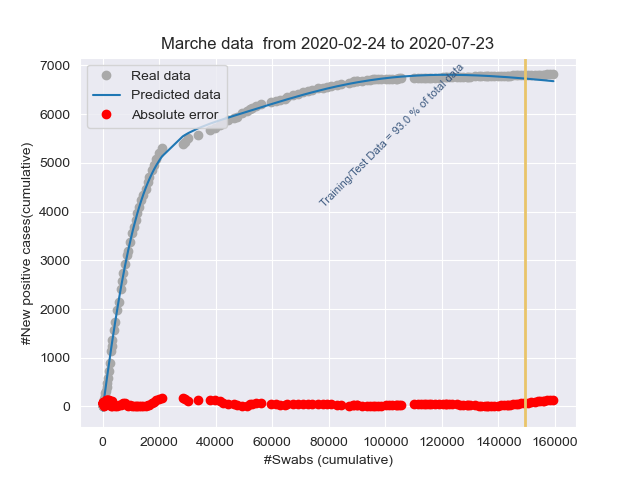 Marche data  from 2020-02-24 to 2020-07-23
Real data
Predicted data
Absolute error
Training/Test Data = 93.0 % of total data
#New positive cases(cumulative)
7000
6000
5000
4000
3000
2000
1000
0
0
20000
40000
60000
80000
100000
120000
140000
160000
#Swabs (cumulative)